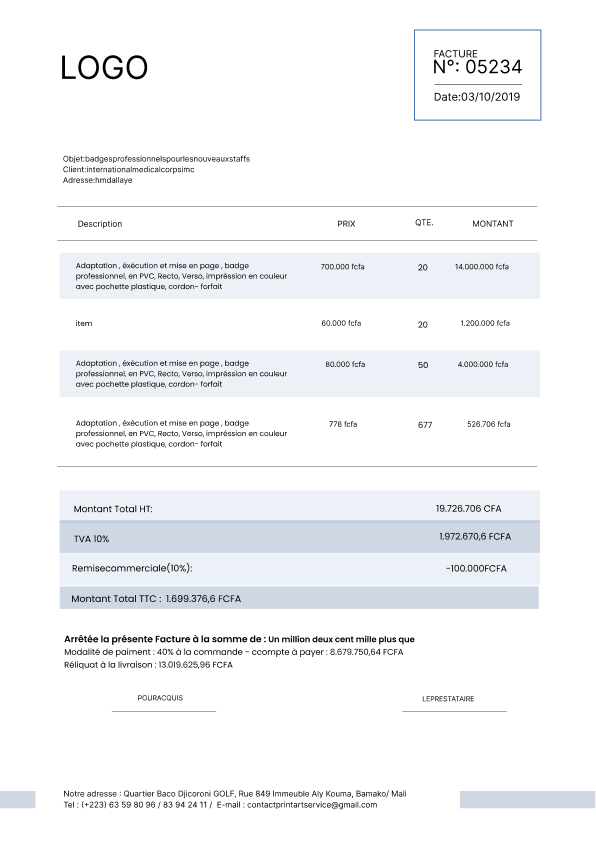 LOGO
FACTURE
N°: 05234
Date:03/10/2019
Objet:badgesprofessionnelspourlesnouveauxstaffs
Client:internationalmedicalcorpsimc
Adresse:hmdallaye
Description PRIX QTE. MONTANT
Adaptation , éxécution et mise en page , badge
professionnel, en PVC, Recto, Verso, impréssion en couleur
avec pochette plastique, cordon- forfait
700.000 fcfa 20 14.000.000 fcfa
item 60.000 fcfa 20 1.200.000 fcfa
Adaptation , éxécution et mise en page , badge
professionnel, en PVC, Recto, Verso, impréssion en couleur
avec pochette plastique, cordon- forfait
80.000 fcfa 50 4.000.000 fcfa
Adaptation , éxécution et mise en page , badge
professionnel, en PVC, Recto, Verso, impréssion en couleur
avec pochette plastique, cordon- forfait
778 fcfa 677 526.706 fcfa
Montant Total HT: 19.726.706 CFA
TVA 10% 1.972.670,6 FCFA
Remisecommerciale(10%): -100.000FCFA
Montant Total TTC : 1.699.376,6 FCFA
Arrêtée la présente Facture à la somme de : Un million deux cent mille plus que
Modalité de paiment : 40% à la commande - ccompte à payer : 8.679.750,64 FCFA
Réliquat à la livraison : 13.019.625,96 FCFA
POURACQUIS LEPRESTATAIRE
Notre adresse : Quartier Baco Djicoroni GOLF, Rue 849 Immeuble Aly Kouma, Bamako/ Mali
Tel : (+223) 63 59 80 96 / 83 94 24 11 / E-mail : contactprintartservice@gmail.com